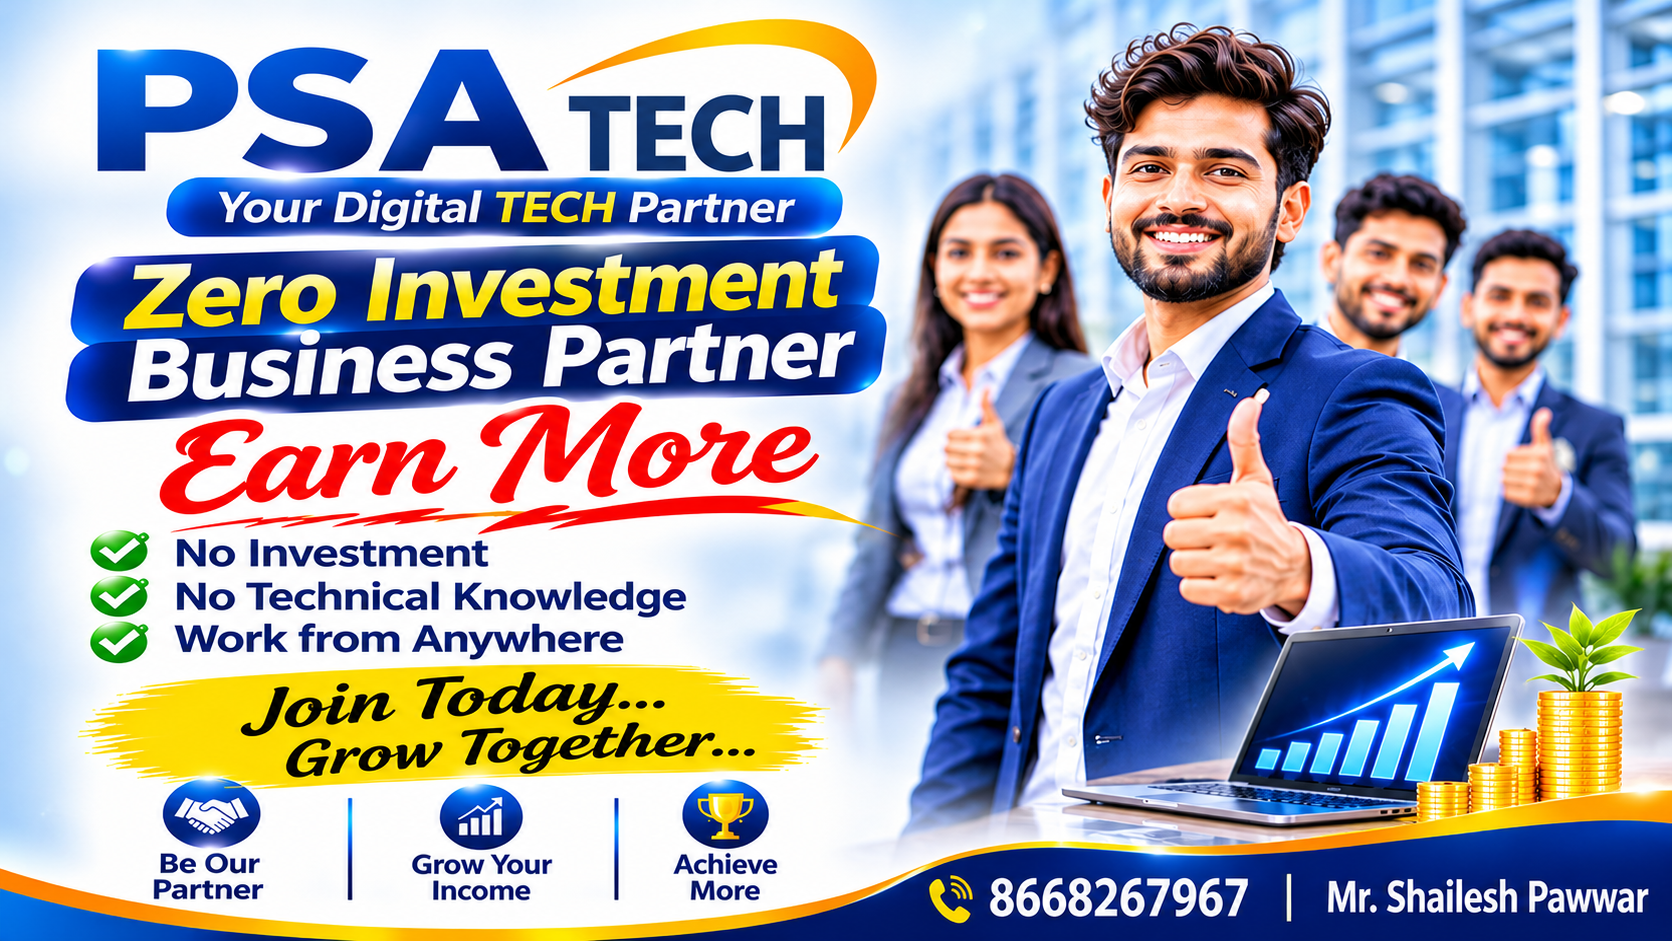 PSA TECH
Your Digital TECH Partner
Zero Investment
Business Partner
Earn More
No Investment
No Technical Knowledge
Work from Anywhere
Join Today...
Grow Together...
Be Our
Partner
Grow Your
Income
Achieve
More
8668267967 | Mr. Shailesh Pawwar